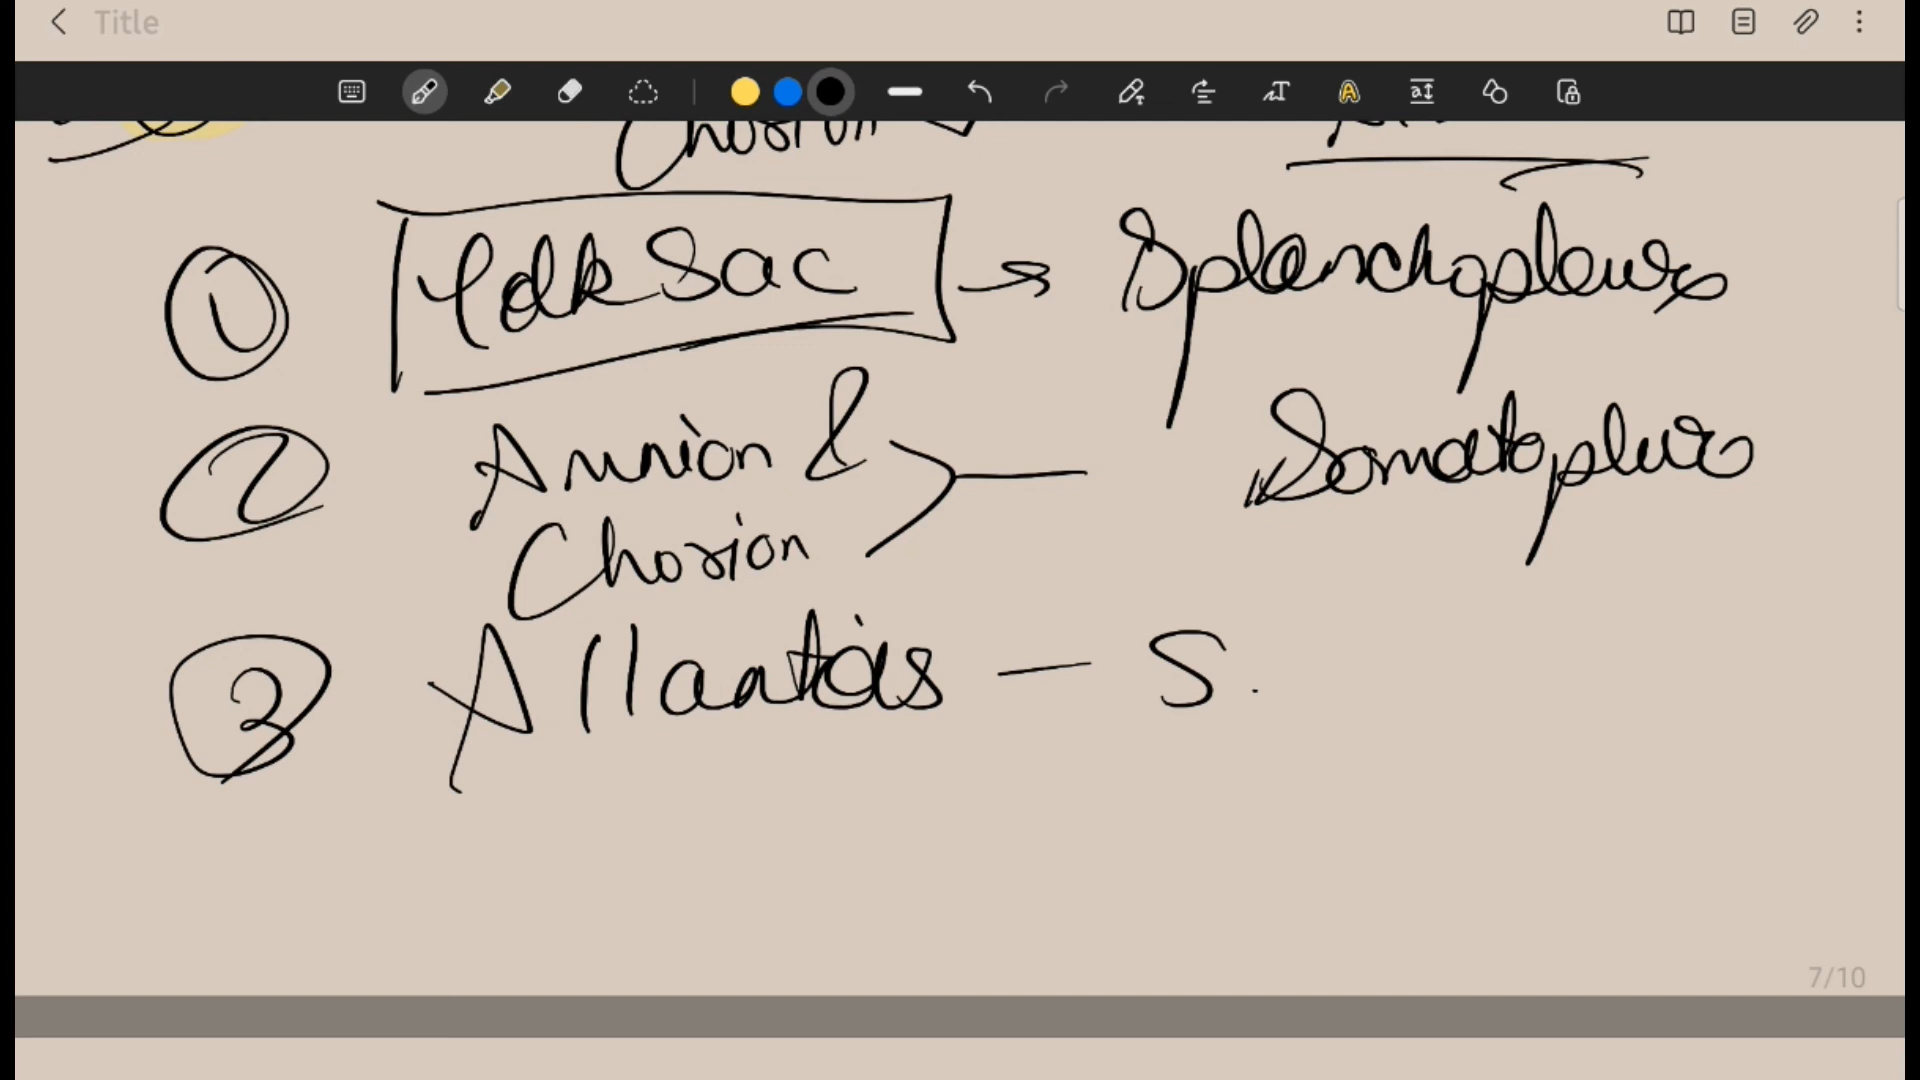 Title
Chorion
1 Yolk Sac → Splanchopleure
2 Amnion &
Chorion — Somatopleure
3 Allantois — S.
7/10